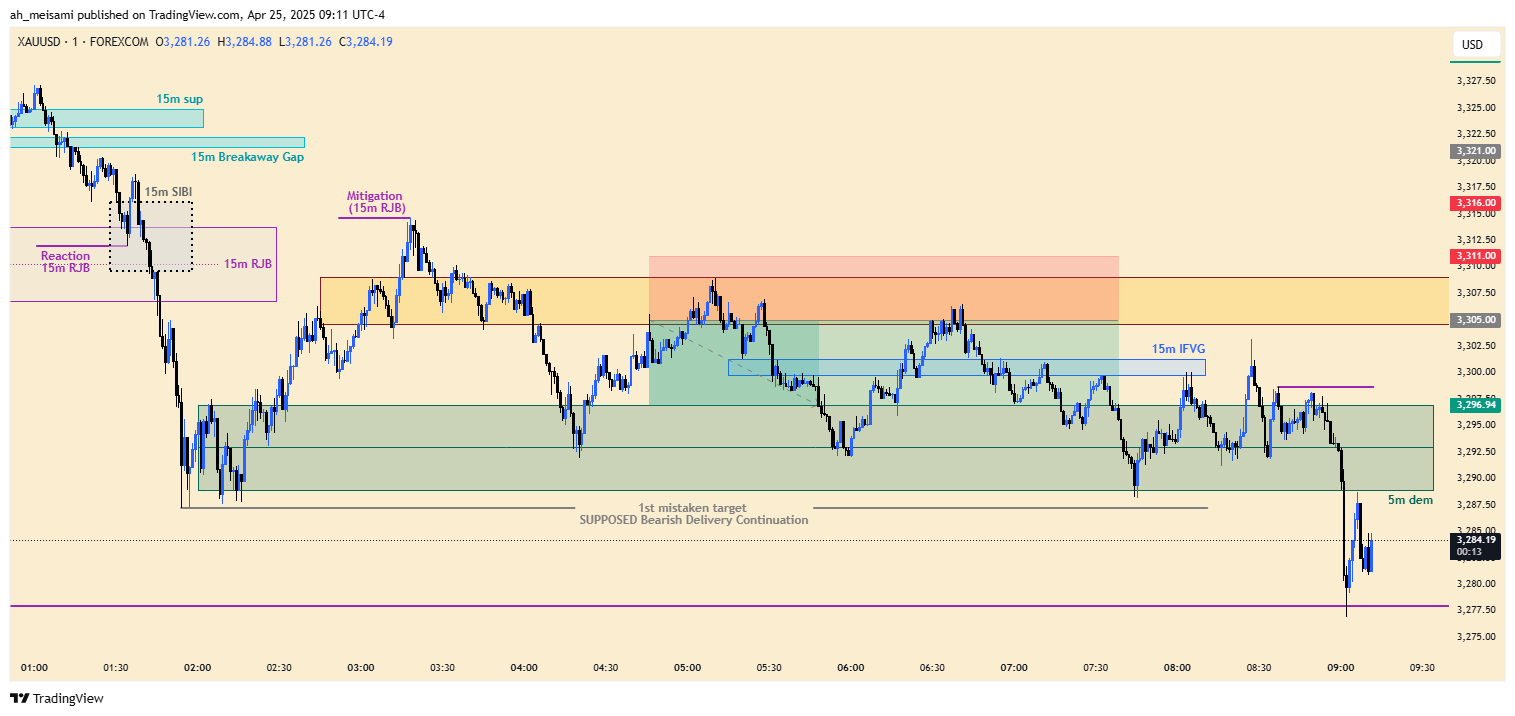 ah_meisami published on TradingView.com, Apr 25, 2025 09:11 UTC-4
XAUUSD · 1 · FOREXCOM O3,281.26 H3,284.88 L3,281.26 C3,284.19
USD
3,327.50
15m sup
3,325.00
3,322.50
15m Breakaway Gap
3,321.00
3,320.00
15m SIBI
3,317.50
Mitigation
(15m RJB)
3,316.00
3,315.00
3,312.50
Reaction
15m RJB
15m RJB
3,311.00
3,310.00
3,307.50
3,305.00
3,302.50
15m IFVG
3,300.00
3,296.94
3,295.00
3,292.50
3,290.00
5m dem
3,287.50
1st mistaken target
SUPPOSED Bearish Delivery Continuation
3,285.00
3,284.19
00:13
3,280.00
3,277.50
3,275.00
01:00 01:30 02:00 02:30 03:00 03:30 04:00 04:30 05:00 05:30 06:00 06:30 07:00 07:30 08:00 08:30 09:00 09:30
TradingView